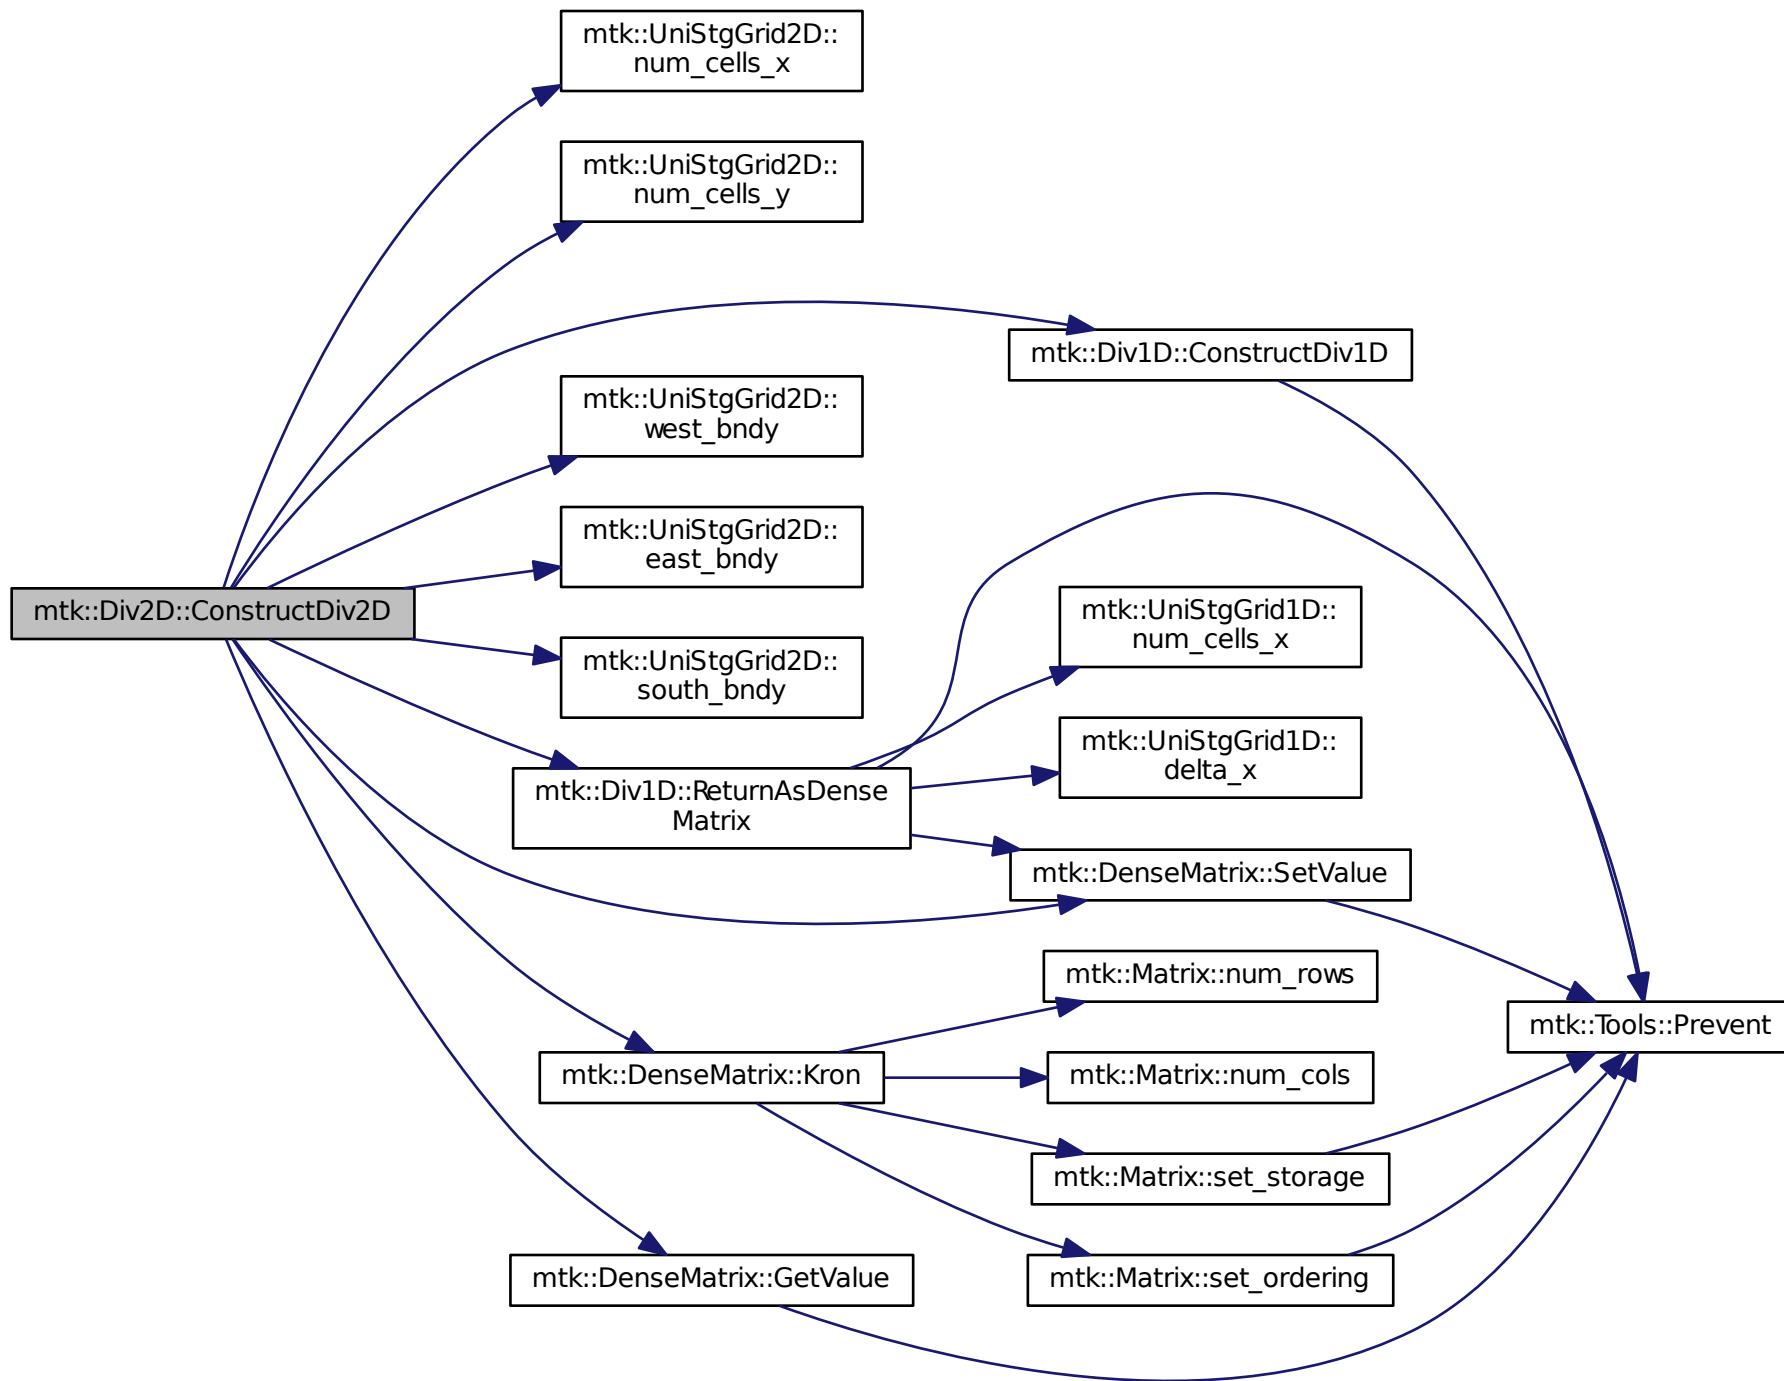 mtk::UniStgGrid2D::
num_cells_x
mtk::UniStgGrid2D::
num_cells_y
mtk::Div1D::ConstructDiv1D
mtk::UniStgGrid2D::
west_bndy
mtk::UniStgGrid2D::
east_bndy
mtk::Div2D::ConstructDiv2D
mtk::UniStgGrid1D::
num_cells_x
mtk::UniStgGrid2D::
south_bndy
mtk::UniStgGrid1D::
delta_x
mtk::Div1D::ReturnAsDense
Matrix
mtk::DenseMatrix::SetValue
mtk::Matrix::num_rows
mtk::Tools::Prevent
mtk::DenseMatrix::Kron
mtk::Matrix::num_cols
mtk::Matrix::set_storage
mtk::DenseMatrix::GetValue
mtk::Matrix::set_ordering